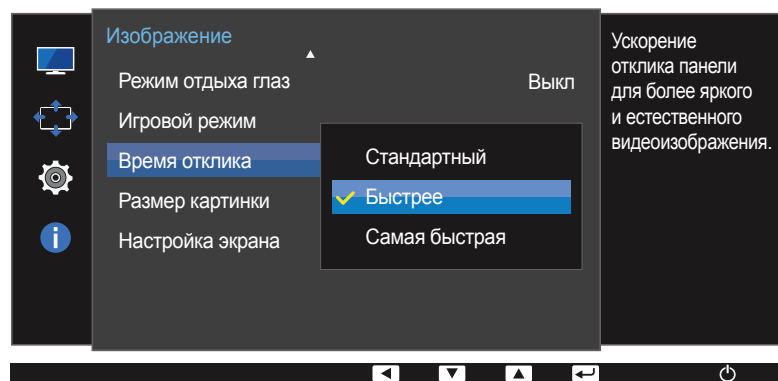 Изображение
Режим отдыха глаз Выкл
Игровой режим
Время отклика
Размер картинки
Настройка экрана
Стандартный
Быстрее
Самая быстрая
Ускорение
отклика панели
для более яркого
и естественного
видеоизображения.